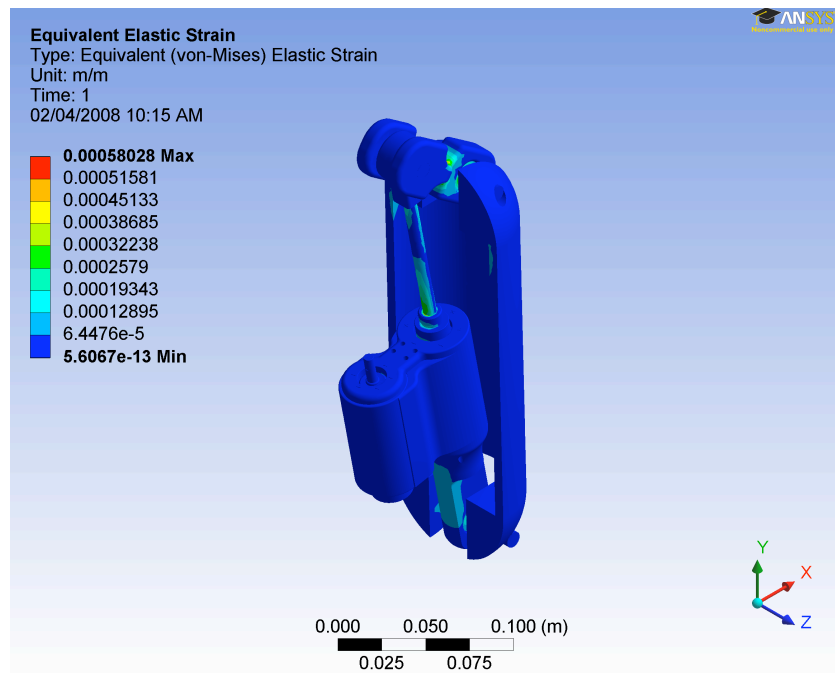 ANSYS
Noncommercial use only
Equivalent Elastic Strain
Type: Equivalent (von-Mises) Elastic Strain
Unit: m/m
Time: 1
02/04/2008 10:15 AM
0.00058028 Max
0.00051581
0.00045133
0.00038685
0.00032238
0.0002579
0.00019343
0.00012895
6.4476e-5
5.6067e-13 Min
Y
X
Z
0.000 0.050 0.100 (m)
0.025 0.075